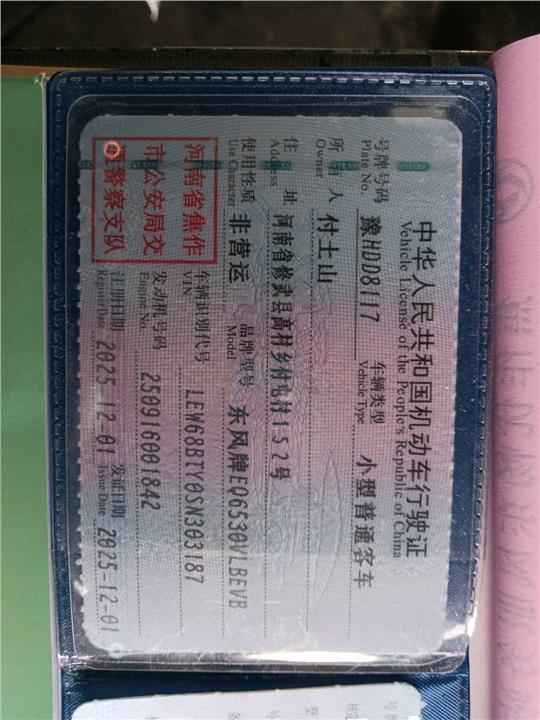 中华人民共和国机动车行驶证
Vehicle License of the People's Republic of China
号牌号码 豫HDD8117 车辆类型 小型普通客车
Plate No. Vehicle Type
所有人 付土山
Owner
住址 河南省修武县高村乡付屯村152号
Address
使用性质 非营运 品牌型号 东风牌EQ6530VLBEVB
Use Character Model
河南省焦作
市公安局交
警察支队
车辆识别代号 LEW68BTY0SN303187
VIN
发动机号码 250916001842
Engine No.
注册日期 2025-12-01 发证日期 2025-12-01
Register Date Issue Date